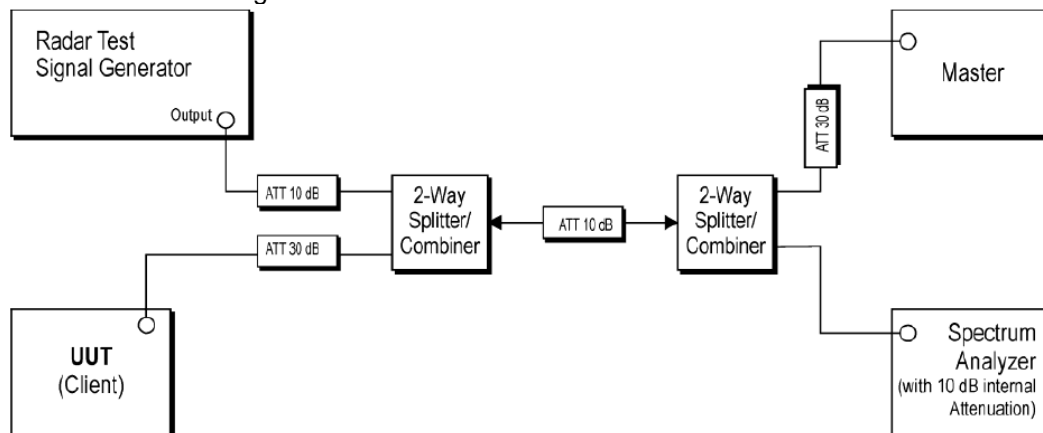 Radar Test
Signal Generator
Output
ATT 10 dB
ATT 30 dB
2-Way
Splitter/
Combiner
ATT 10 dB
2-Way
Splitter/
Combiner
ATT 30 dB
Master
UUT
(Client)
Spectrum
Analyzer
(with 10 dB internal
Attenuation)